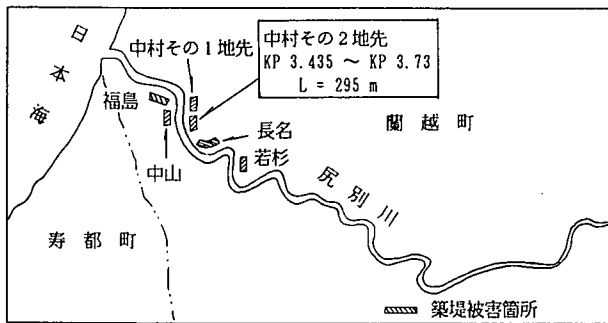 日本海
中村その1地先
中村その2地先
KP 3.435 ～ KP 3.73
L = 295 m
福島
中山
長名
若杉
蘭越町
尻別川
寿都町
築堤被害箇所